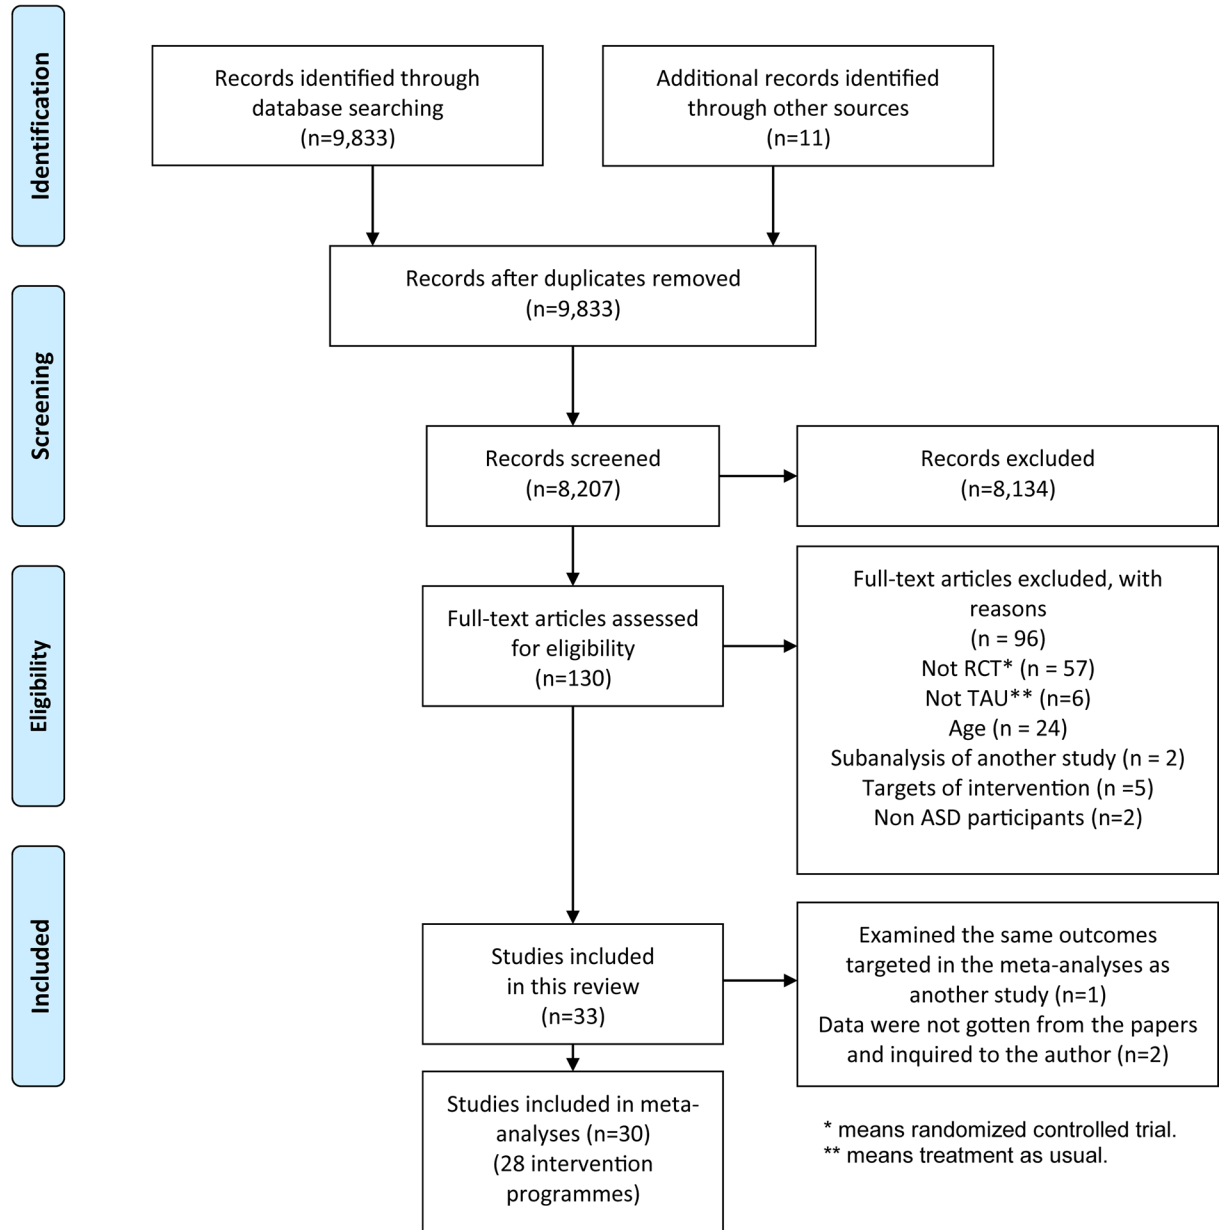 Identification
Records identified through
database searching
(n=9,833)
Additional records identified
through other sources
(n=11)
Records after duplicates removed
(n=9,833)
Screening
Records screened
(n=8,207)
Records excluded
(n=8,134)
Eligibility
Full-text articles assessed
for eligibility
(n=130)
Full-text articles excluded, with
reasons
(n = 96)
Not RCT* (n = 57)
Not TAU** (n=6)
Age (n = 24)
Subanalysis of another study (n = 2)
Targets of intervention (n =5)
Non ASD participants (n=2)
Included
Studies included
in this review
(n=33)
Examined the same outcomes
targeted in the meta-analyses as
another study (n=1)
Data were not gotten from the papers
and inquired to the author (n=2)
Studies included in meta-
analyses (n=30)
(28 intervention
programmes)
* means randomized controlled trial.
** means treatment as usual.